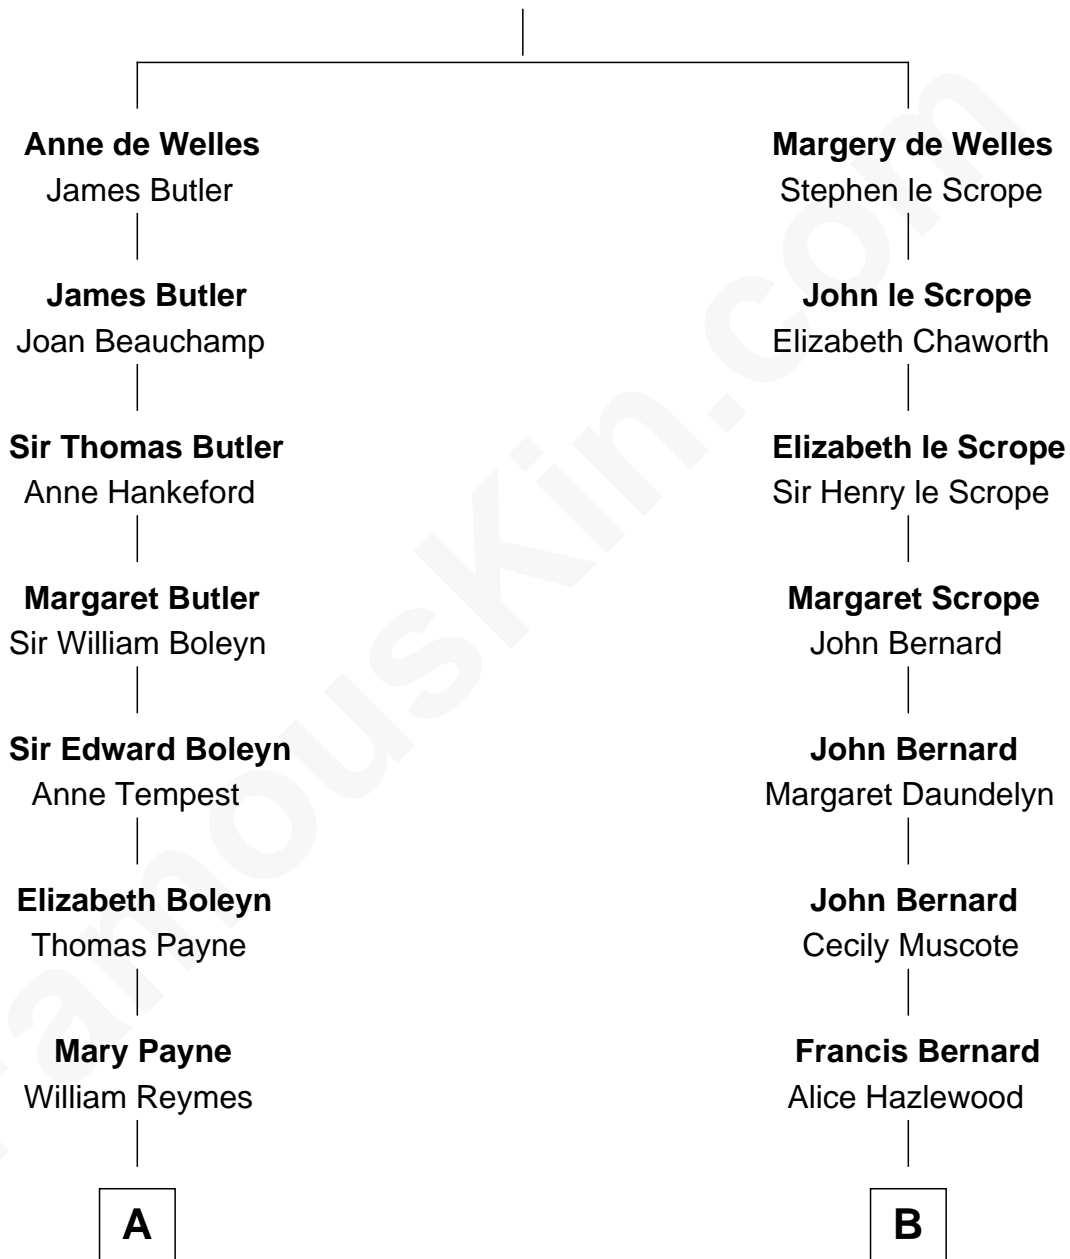 Anne de Welles
James Butler
James Butler
Joan Beauchamp
Sir Thomas Butler
Anne Hankeford
Margaret Butler
Sir William Boleyn
Sir Edward Boleyn
Anne Tempest
Elizabeth Boleyn
Thomas Payne
Mary Payne
William Reymes
A
Margery de Welles
Stephen le Scrope
John le Scrope
Elizabeth Chaworth
Elizabeth le Scrope
Sir Henry le Scrope
Margaret Scrope
John Bernard
John Bernard
Margaret Daundelyn
John Bernard
Cecily Muscote
Francis Bernard
Alice Hazlewood
B
FamousKin.com